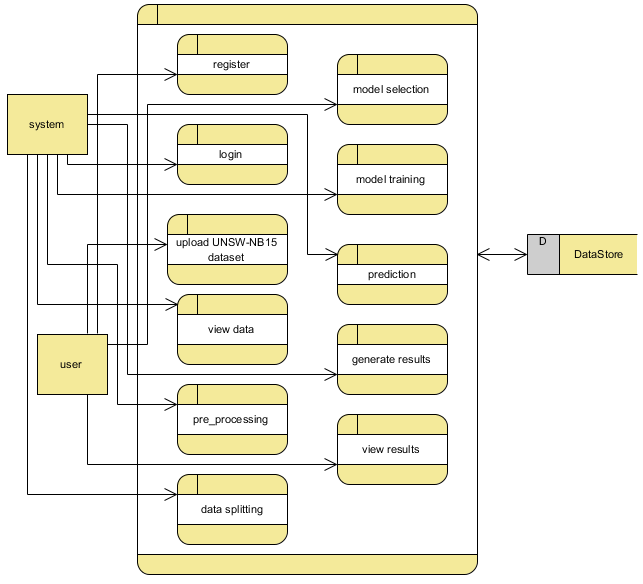 register
model selection
system
login
model training
upload UNSW-NB15
dataset
D
DataStore
prediction
view data
user
generate results
pre_processing
view results
data splitting